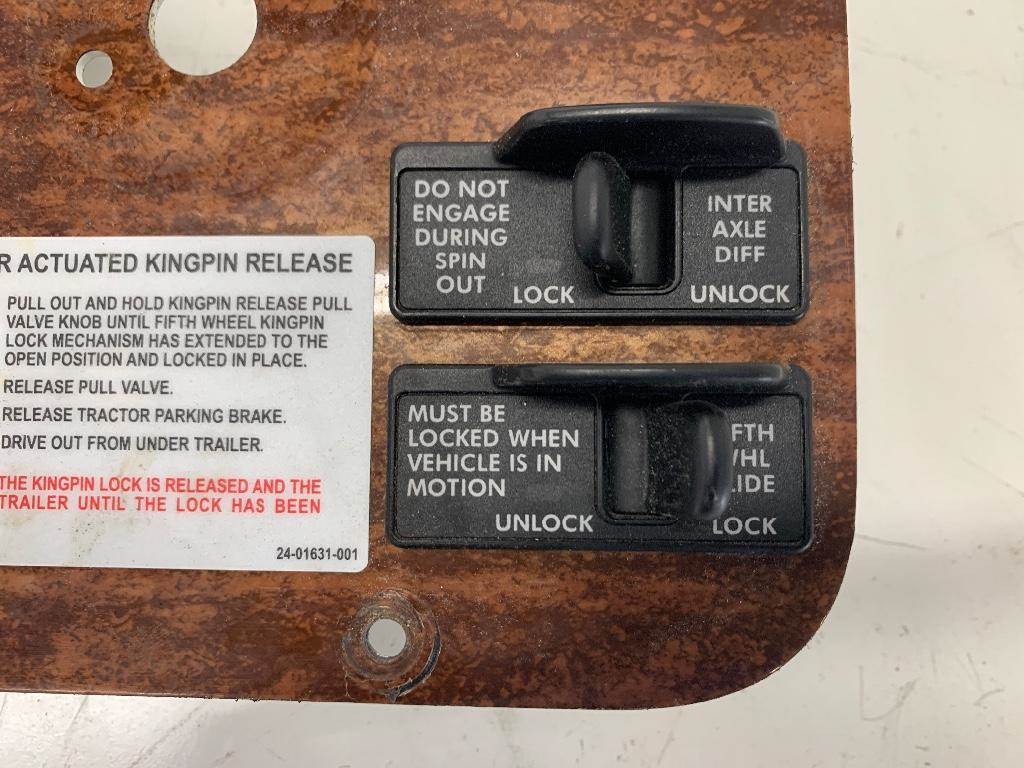 DO NOT
ENGAGE
DURING
SPIN
OUT
LOCK
INTER
AXLE
DIFF
UNLOCK
ACTUATED KINGPIN RELEASE
PULL OUT AND HOLD KINGPIN RELEASE PULL
VALVE KNOB UNTIL FIFTH WHEEL KINGPIN
LOCK MECHANISM HAS EXTENDED TO THE
OPEN POSITION AND LOCKED IN PLACE.
RELEASE PULL VALVE.
RELEASE TRACTOR PARKING BRAKE.
DRIVE OUT FROM UNDER TRAILER.
THE KINGPIN LOCK IS RELEASED AND THE
TRAILER UNTIL THE LOCK HAS BEEN
24-01631-001
MUST BE
LOCKED WHEN
VEHICLE IS IN
MOTION
UNLOCK
LOCK